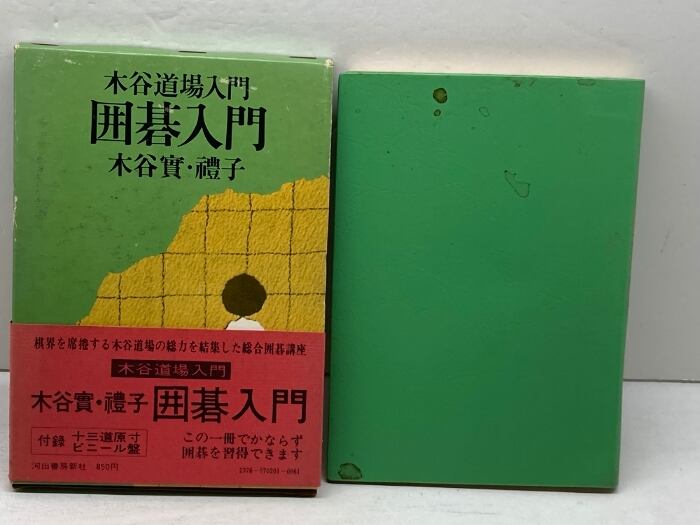 木谷道場入門
囲碁入門
木谷實・禮子
棋界を席捲する木谷道場の総力を結集した総合囲碁講座
木谷道場入門
木谷實・禮子 囲碁入門
付録 十三道原寸
ビニール盤
この一冊でかならず
囲碁を習得できます
河出書房新社 850円